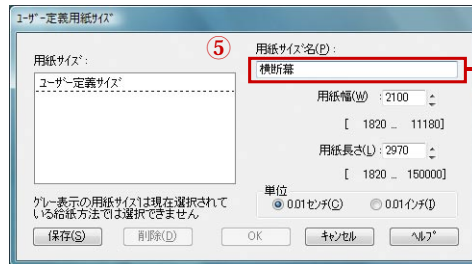 ユーザー定義用紙サイズ
⑤
用紙サイズ:
ユーザー定義サイズ
用紙サイズ名(P):
横断幕
用紙幅(W) : 2100
[ 1820 _ 11180]
用紙長さ(L) : 2970
[ 1820 _ 150000]
グレー表示の用紙サイズは現在選択されて
いる給紙方法では選択できません
単位
0.01センチ(C) 0.01インチ(I)
保存(S) 削除(D) OK キャンセル ヘルプ